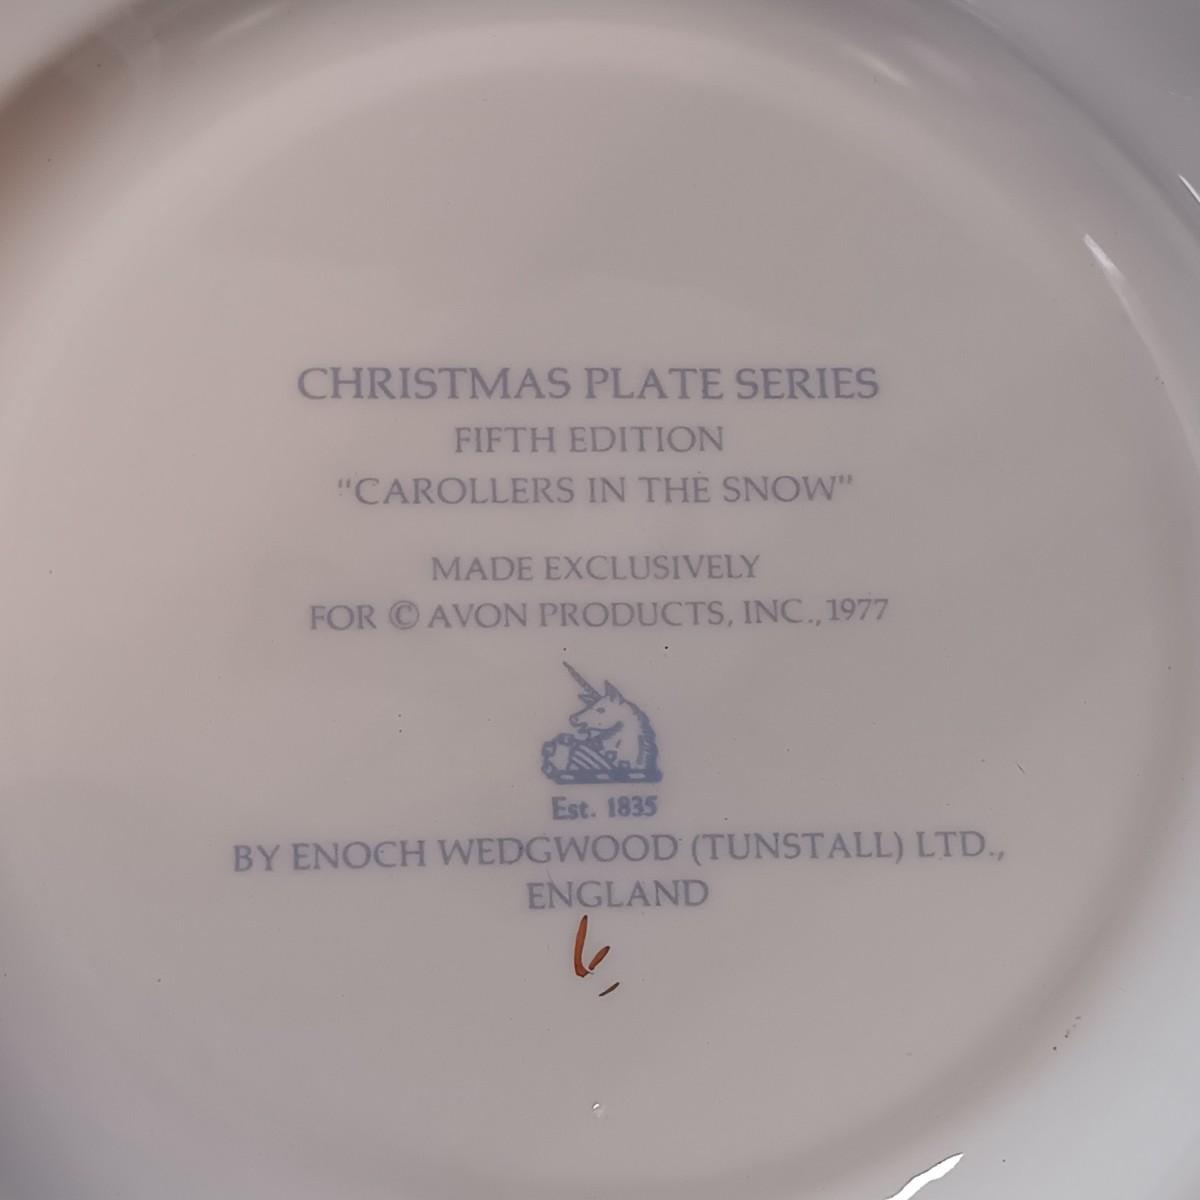 CHRISTMAS PLATE SERIES
FIFTH EDITION
"CAROLLERS IN THE SNOW"
MADE EXCLUSIVELY
FOR © AVON PRODUCTS, INC., 1977
Est. 1835
BY ENOCH WEDGWOOD (TUNSTALL) LTD.,
ENGLAND